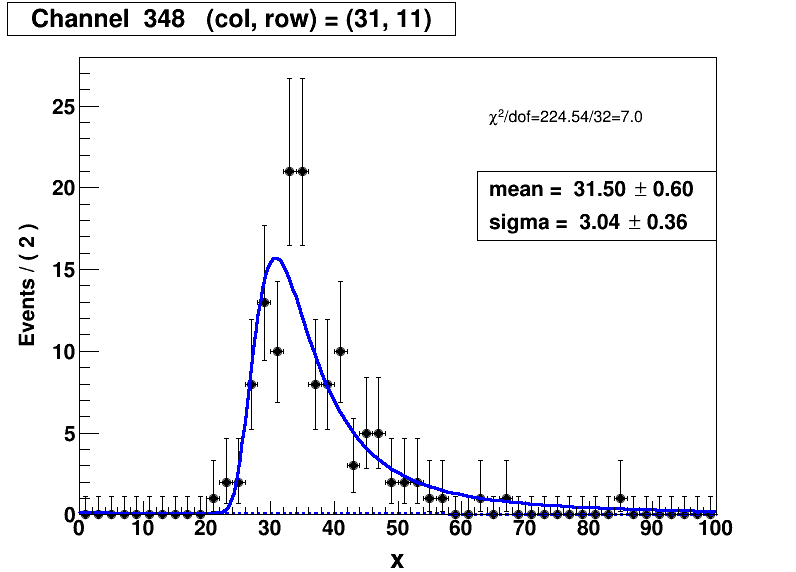 Channel 348 (col, row) = (31, 11)
χ²/dof=224.54/32=7.0
mean = 31.50 ± 0.60
sigma = 3.04 ± 0.36
Events / ( 2 )
25
20
15
10
5
0
0 10 20 30 40 50 60 70 80 90 100
x